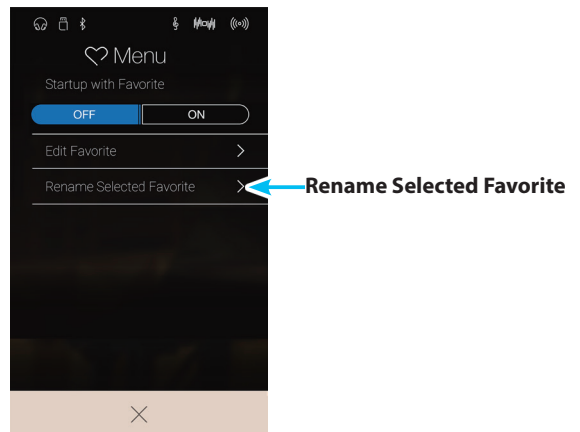 Menu
Startup with Favorite
OFF ON
Edit Favorite
Rename Selected Favorite
Rename Selected Favorite